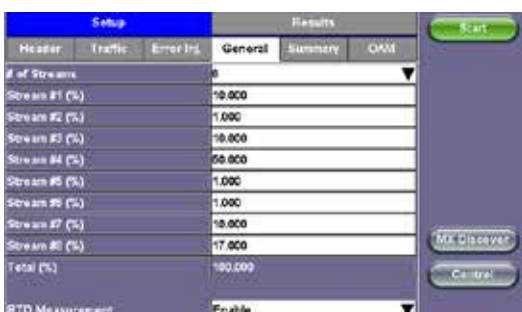 Setup Results Start
Header Traffic Error Inj. General Summary OAM
# of Streams 8
Stream #1 (%) 10.000
Stream #2 (%) 1.000
Stream #3 (%) 10.000
Stream #4 (%) 50.000
Stream #5 (%) 1.000
Stream #6 (%) 1.000
Stream #7 (%) 10.000
Stream #8 (%) 17.000
MX Discover
Total (%) 100.000
Control
RTD Measurement Enable